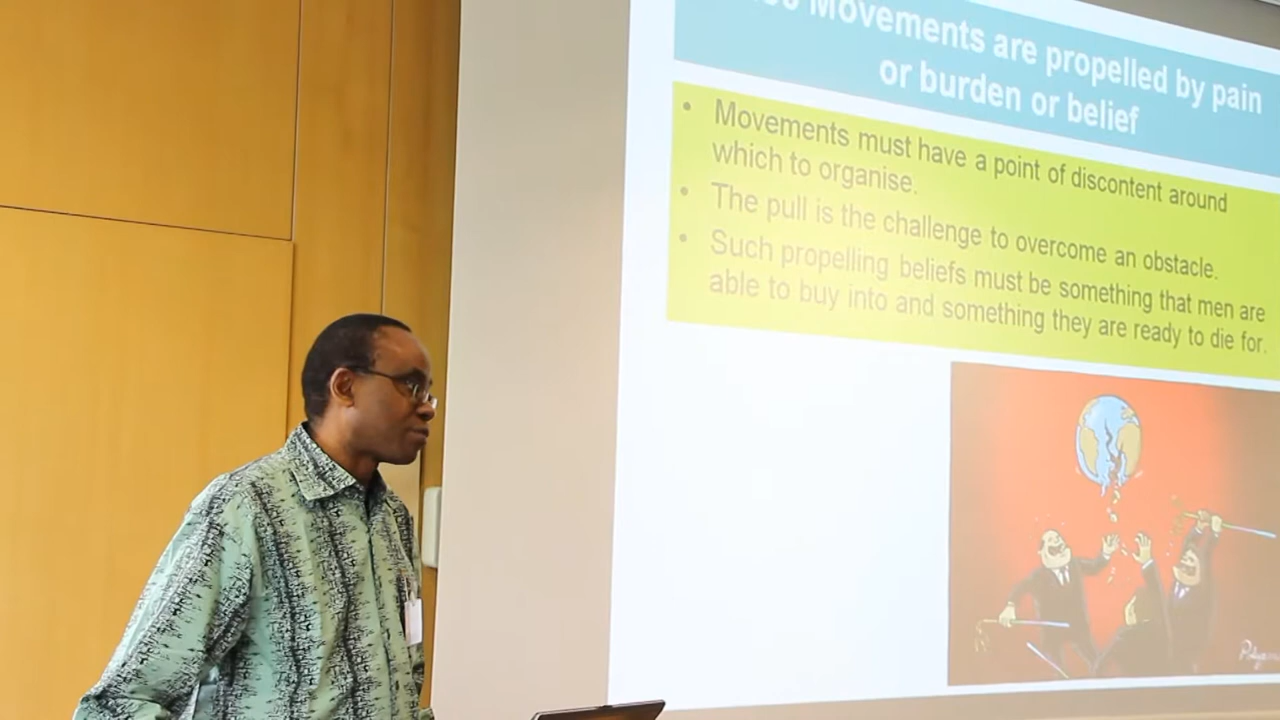 Movements are propelled by pain
or burden or belief
• Movements must have a point of discontent around
which to organise.
• The pull is the challenge to overcome an obstacle.
• Such propelling beliefs must be something that men are
able to buy into and something they are ready to die for.